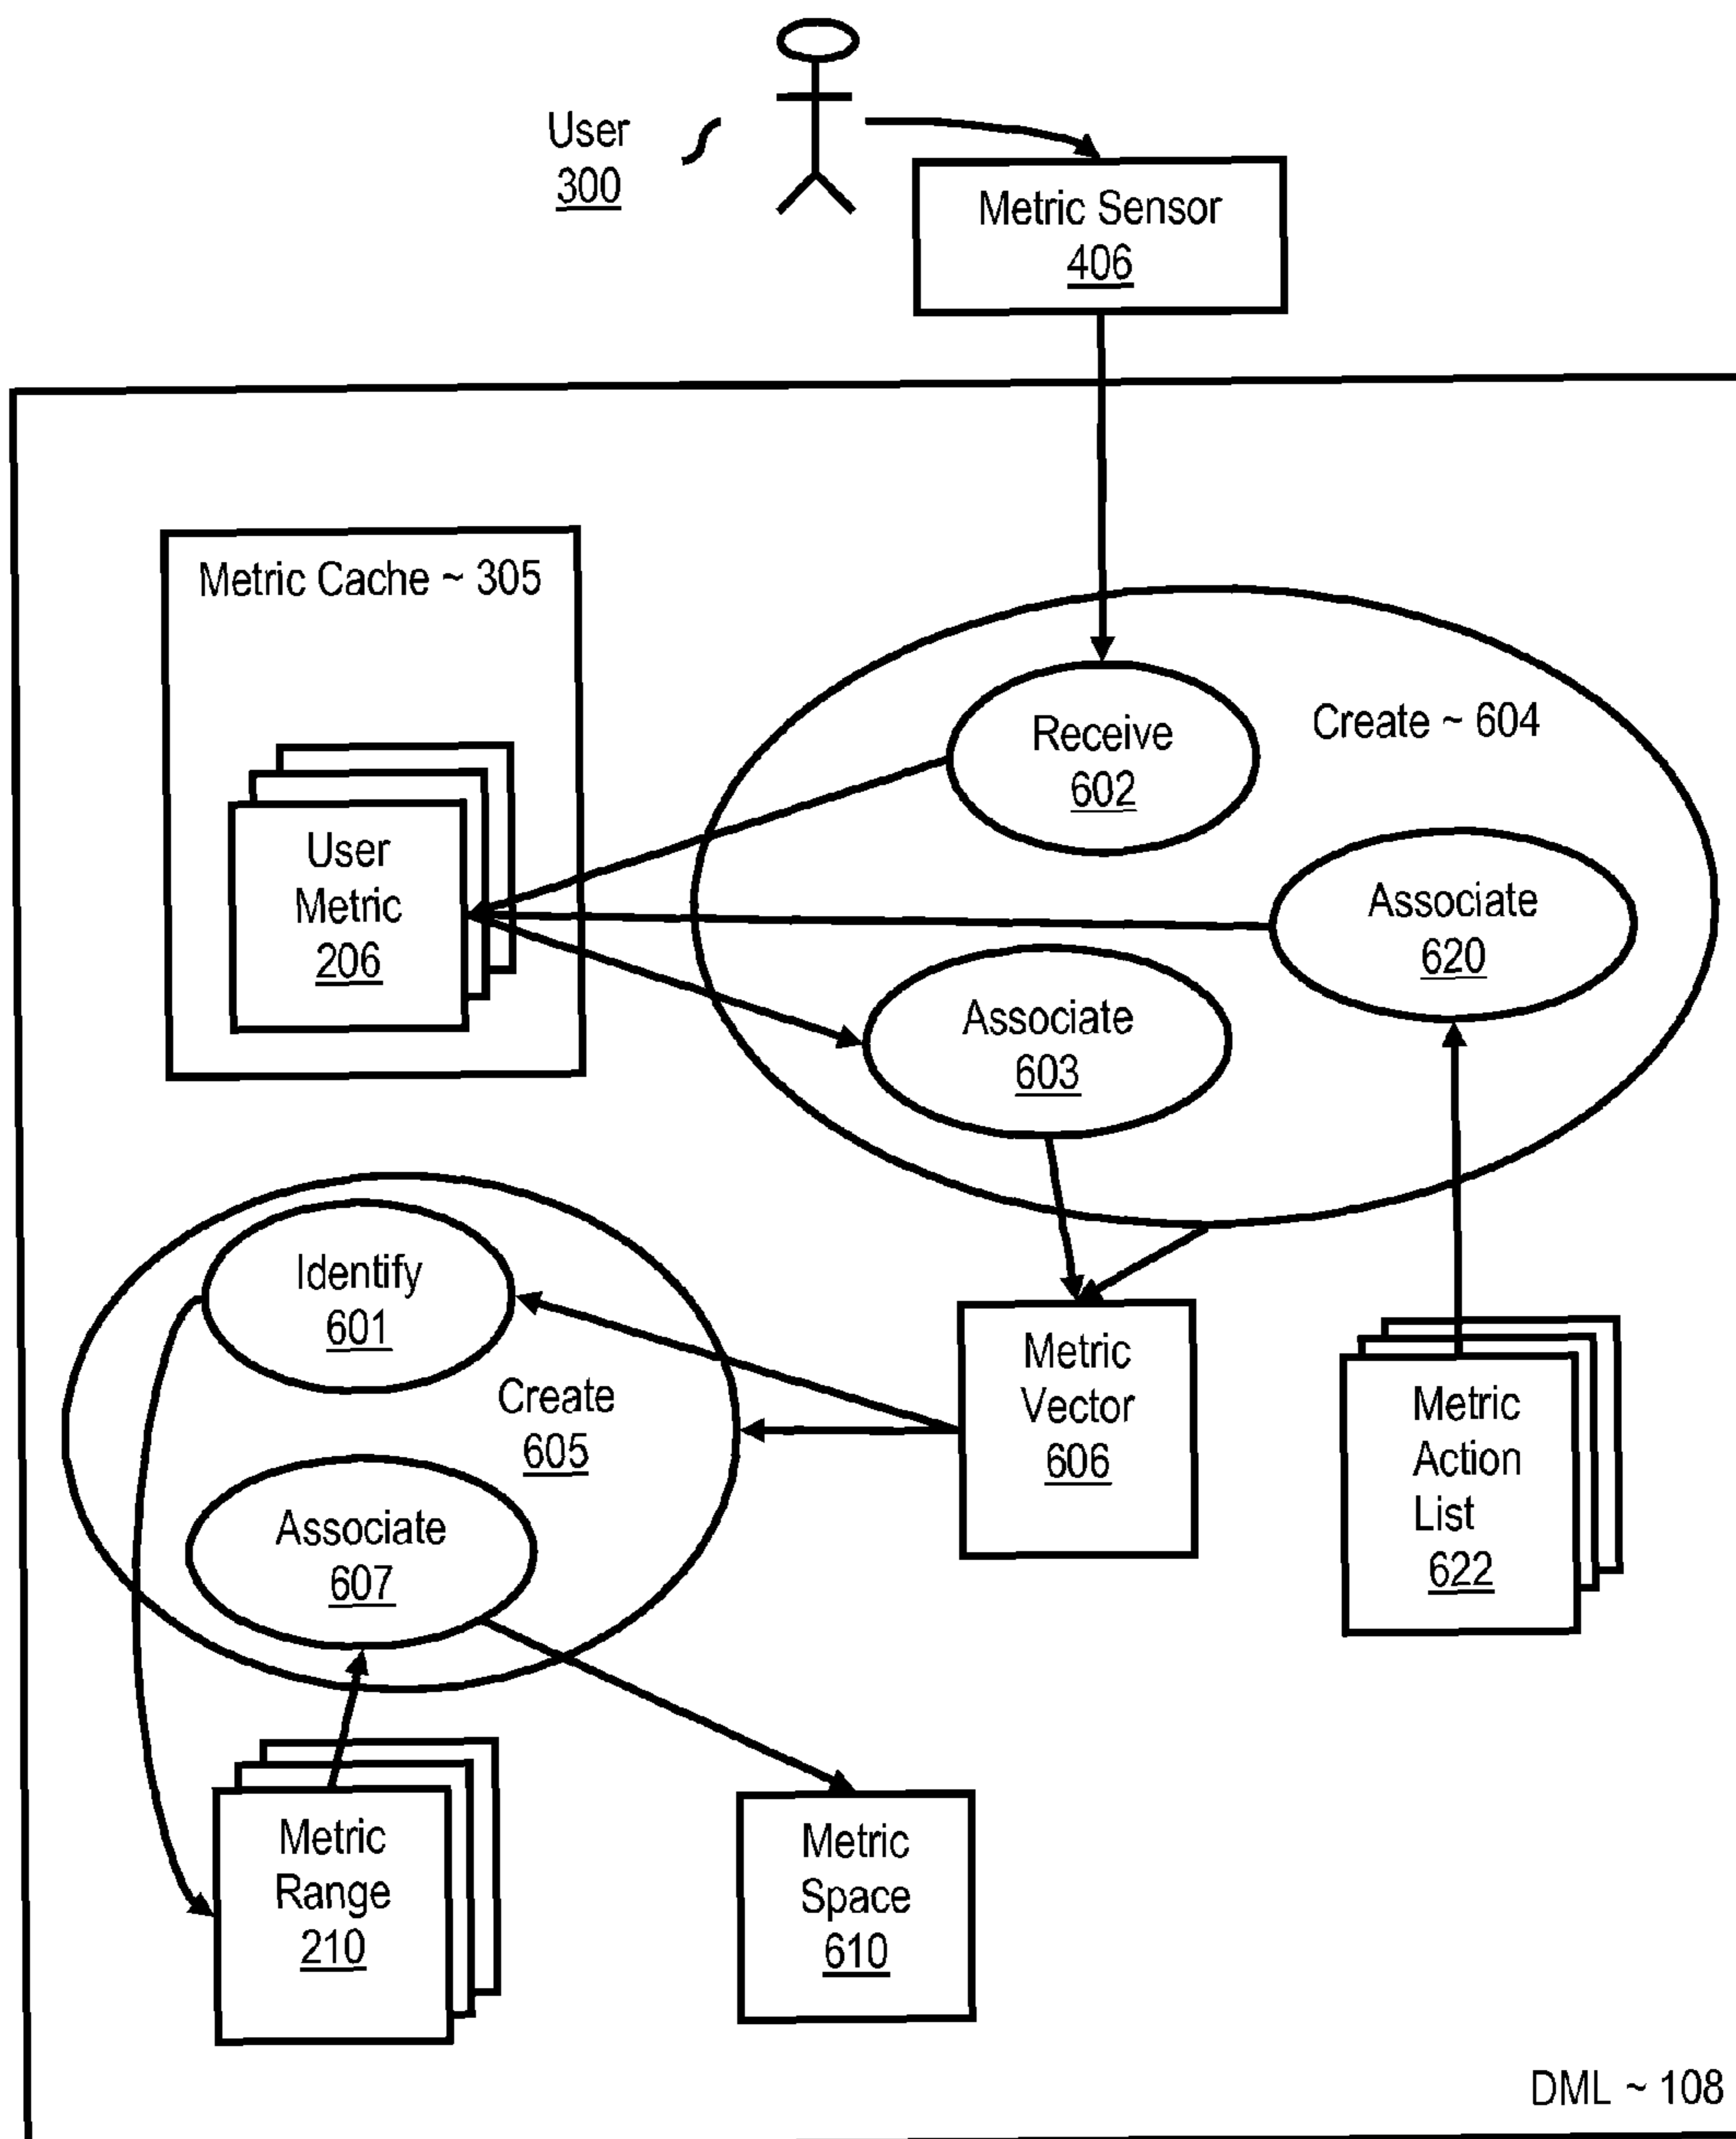 User
300
Metric Sensor
406
Metric Cache ~ 305
Receive
602
Create ~ 604
User
Metric
206
Associate
620
Associate
603
Identify
601
Create
605
Metric
Vector
606
Metric
Action
List
622
Associate
607
Metric
Range
210
Metric
Space
610
DML ~ 108